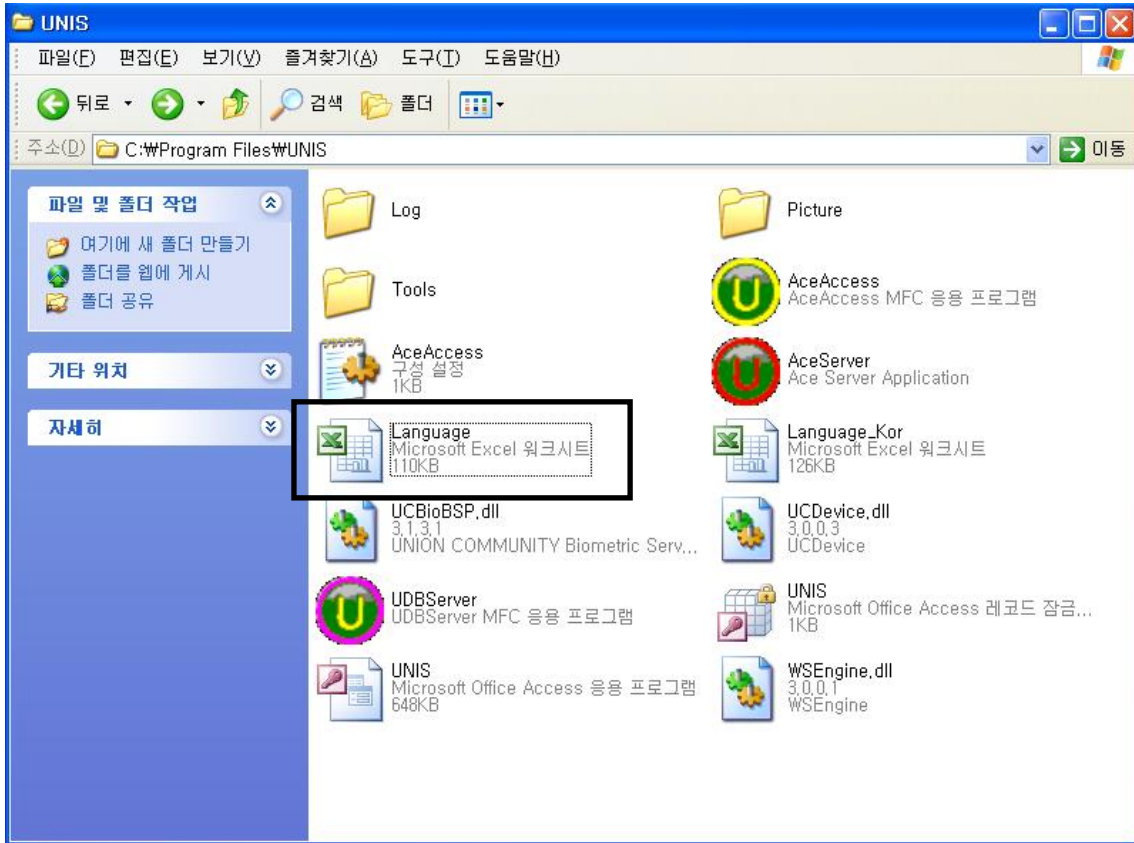 UNIS
파일(F) 편집(E) 보기(V) 즐겨찾기(A) 도구(T) 도움말(H)
뒤로 검색 폴더
주소(D) C:₩Program Files₩UNIS 이동
파일 및 폴더 작업
여기에 새 폴더 만들기
폴더를 웹에 게시
폴더 공유
기타 위치
자세히
Log
Picture
Tools
AceAccess
AceAccess MFC 응용 프로그램
AceAccess
구성 설정
1KB
AceServer
Ace Server Application
Language
Microsoft Excel 워크시트
110KB
Language_Kor
Microsoft Excel 워크시트
126KB
UCBioBSP.dll
3.1.3.1
UNION COMMUNITY Biometric Serv...
UCDevice.dll
3.0.0.3
UCDevice
UDBServer
UDBServer MFC 응용 프로그램
UNIS
Microsoft Office Access 레코드 잠금...
1KB
UNIS
Microsoft Office Access 응용 프로그램
648KB
WSEngine.dll
3.0.0.1
WSEngine